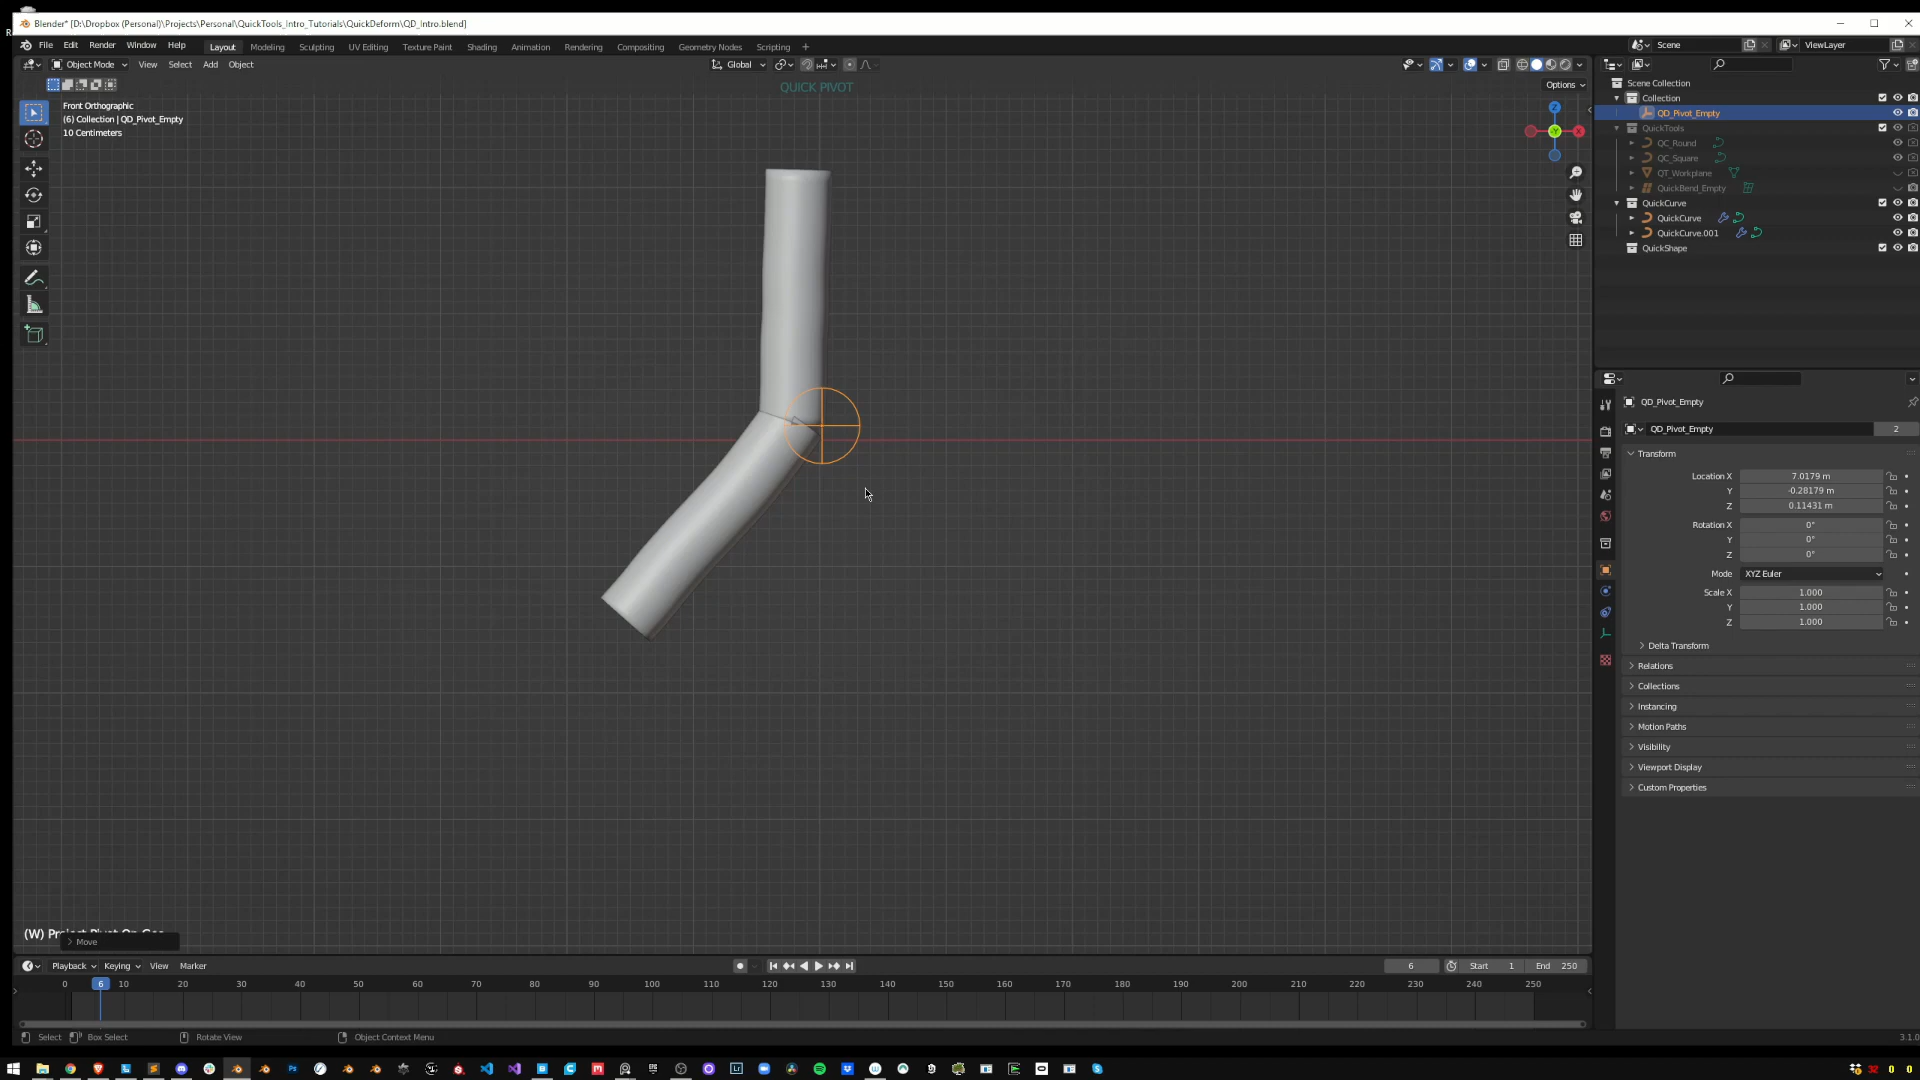 Blender* [D:\Dropbox (Personal)\Projects\Personal\QuickTools_Intro_Tutorials\QuickDeform\QD_Intro.blend]
File Edit Render Window Help Layout Modeling Sculpting UV Editing Texture Paint Shading Animation Rendering Compositing Geometry Nodes Scripting + Scene ViewLayer
Object Mode View Select Add Object Global
QUICK PIVOT Options
Front Orthographic
(6) Collection | QD_Pivot_Empty
10 Centimeters
Z
Y
X
Scene Collection
Collection
QD_Pivot_Empty
QuickTools
QC_Round
QC_Square
QT_Workplane
QuickBend_Empty
QuickCurve
QuickCurve
QuickCurve.001
QuickShape
QD_Pivot_Empty
QD_Pivot_Empty 2
Transform
Location X 7.0179 m
Y -0.28179 m
Z 0.11431 m
Rotation X 0°
Y 0°
Z 0°
Mode XYZ Euler
Scale X 1.000
Y 1.000
Z 1.000
Delta Transform
Relations
Collections
Instancing
Motion Paths
Visibility
Viewport Display
Custom Properties
(W)
Move
Playback Keying View Marker 6 Start 1 End 250
0 6 10 20 30 40 50 60 70 80 90 100 110 120 130 140 150 160 170 180 190 200 210 220 230 240 250
Select Box Select Rotate View Object Context Menu 3.1.0
32 0 0